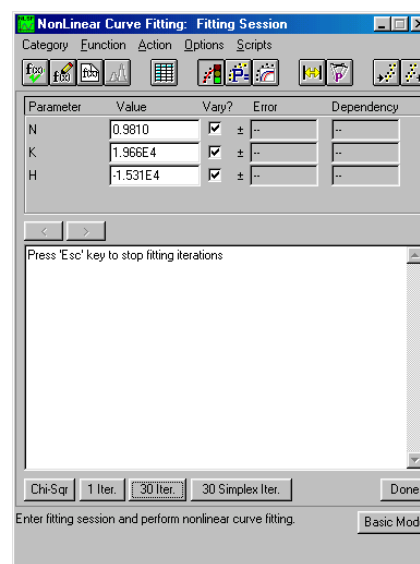 NonLinear Curve Fitting: Fitting Session
Category Function Action Options Scripts
Parameter Value Vary? Error Dependency
N 0.9810 ± -- --
K 1.966E4 ± -- --
H -1.531E4 ± -- --
< >
Press 'Esc' key to stop fitting iterations
Chi-Sqr 1 Iter. 30 Iter. 30 Simplex Iter. Done
Enter fitting session and perform nonlinear curve fitting. Basic Mod